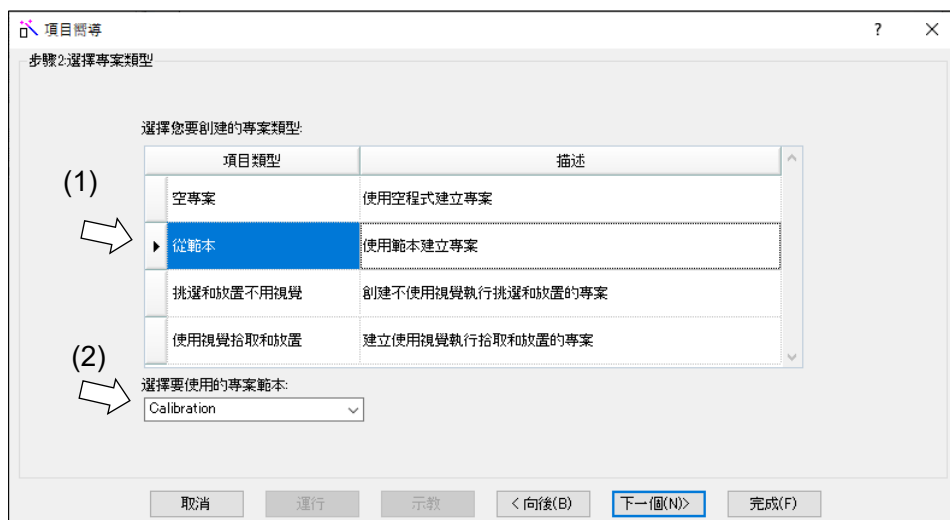 項目嚮導
?
步驟2:選擇專案類型
選擇您要創建的專案類型:
項目類型 描述
(1)
空專案 使用空程式建立專案
從範本 使用範本建立專案
挑選和放置不用視覺 創建不使用視覺執行挑選和放置的專案
使用視覺拾取和放置 建立使用視覺執行拾取和放置的專案
(2)
選擇要使用的專案範本:
Calibration
取消 運行 示教 < 向後(B) 下一個(N)> 完成(F)